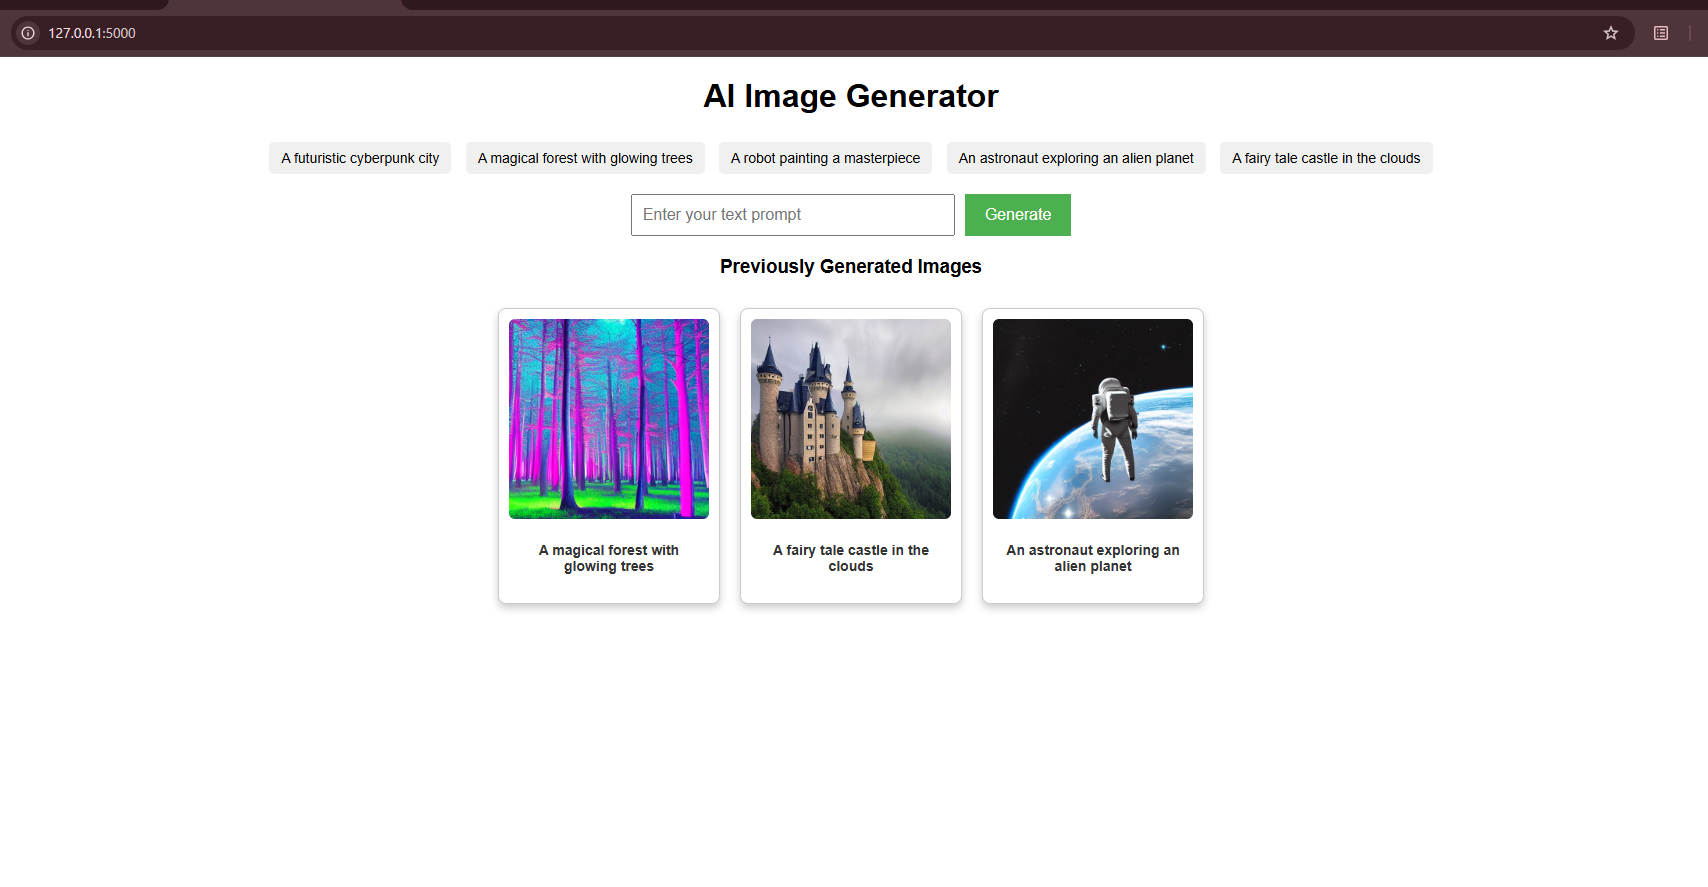 127.0.0.1:5000
AI Image Generator
A futuristic cyberpunk city
A magical forest with glowing trees
A robot painting a masterpiece
An astronaut exploring an alien planet
A fairy tale castle in the clouds
Enter your text prompt
Generate
Previously Generated Images
A magical forest with
glowing trees
A fairy tale castle in the
clouds
An astronaut exploring an
alien planet